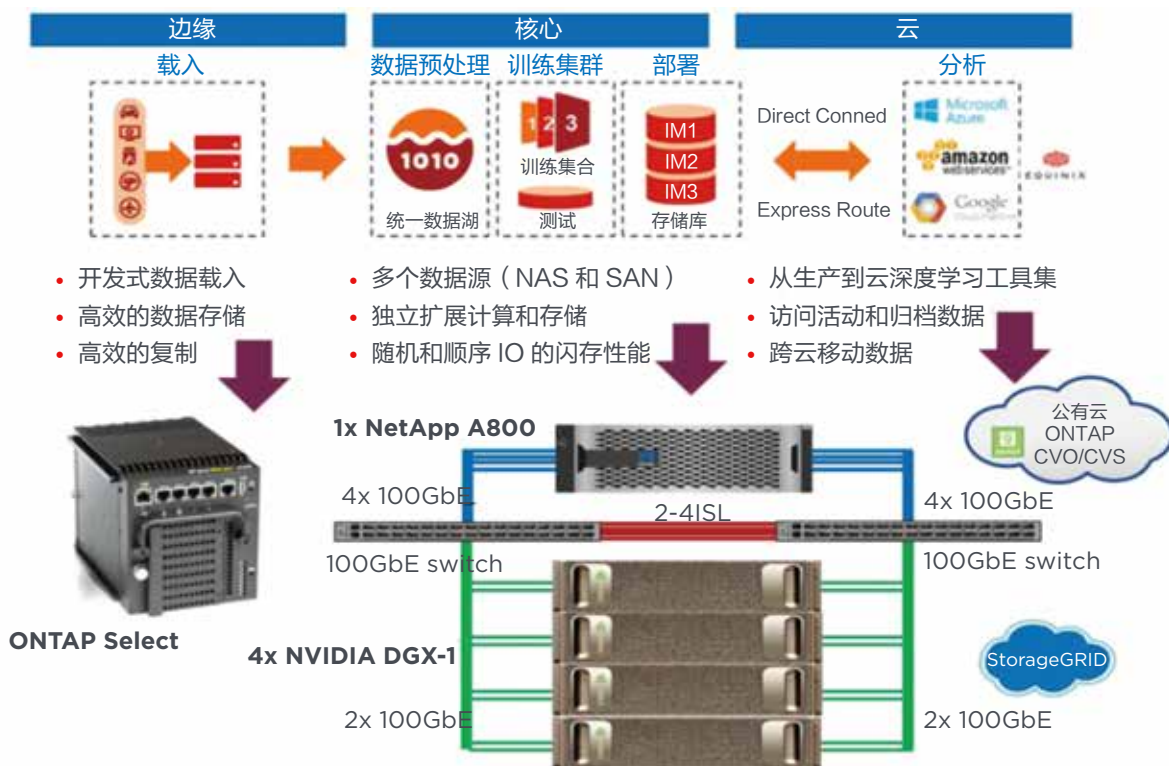 边缘
核心
云
载入
数据预处理
训练集群
部署
分析
1010
统一数据湖
1 2 3
训练集合
测试
IM1
IM2
IM3
存储库
Direct Conned
Express Route
Microsoft
Azure
amazon
webservices™
EQUINIX
Google
• 开发式数据载入
• 高效的数据存储
• 高效的复制
• 多个数据源（NAS 和 SAN）
• 独立扩展计算和存储
• 随机和顺序 IO 的闪存性能
• 从生产到云深度学习工具集
• 访问活动和归档数据
• 跨云移动数据
ONTAP Select
1x NetApp A800
4x 100GbE
4x 100GbE
2-4ISL
100GbE switch
100GbE switch
4x NVIDIA DGX-1
2x 100GbE
2x 100GbE
公有云
ONTAP
CVO/CVS
StorageGRID